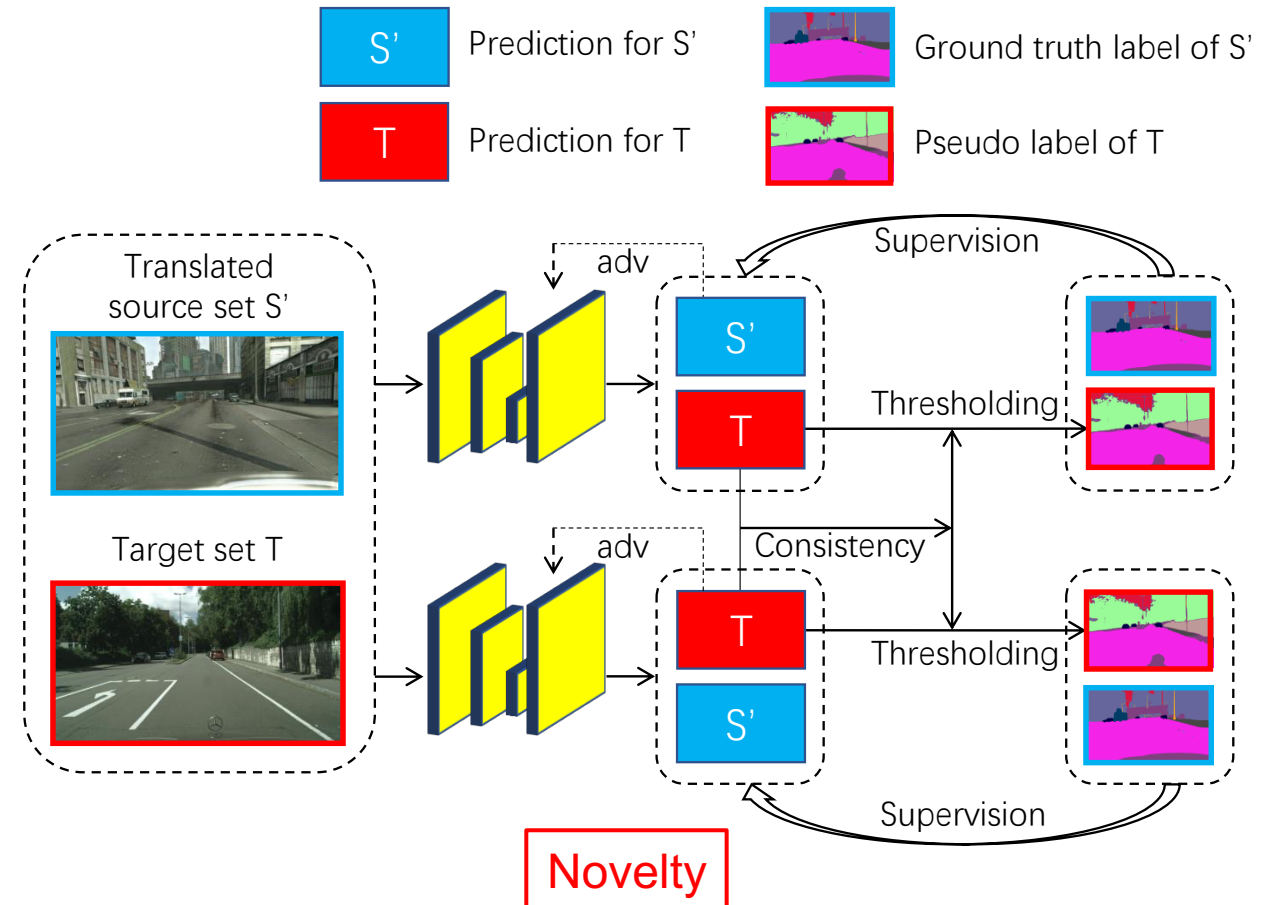 S’
Prediction for S’
Ground truth label of S’
T
Prediction for T
Pseudo label of T
Translated
source set S’
Target set T
adv
Supervision
S’
T
Thresholding
Consistency
adv
T
S’
Thresholding
Supervision
Novelty